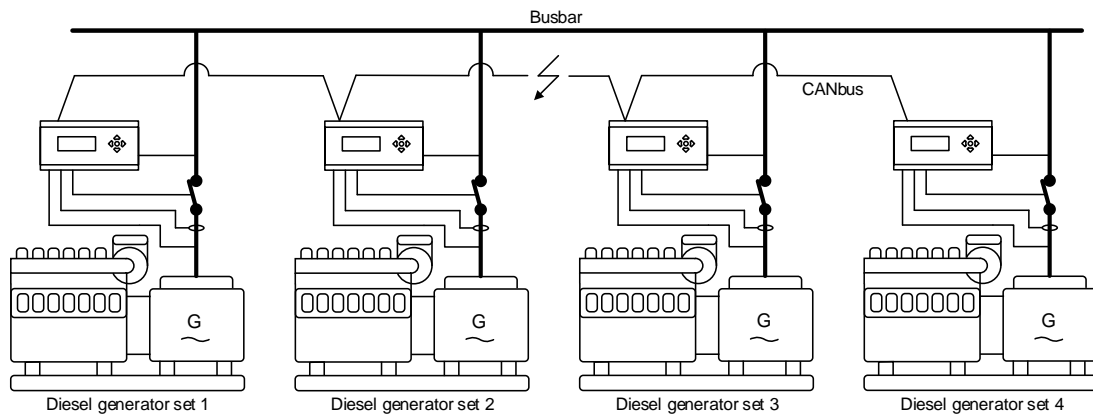 Busbar
CANbus
G
G
G
G
Diesel generator set 1
Diesel generator set 2
Diesel generator set 3
Diesel generator set 4